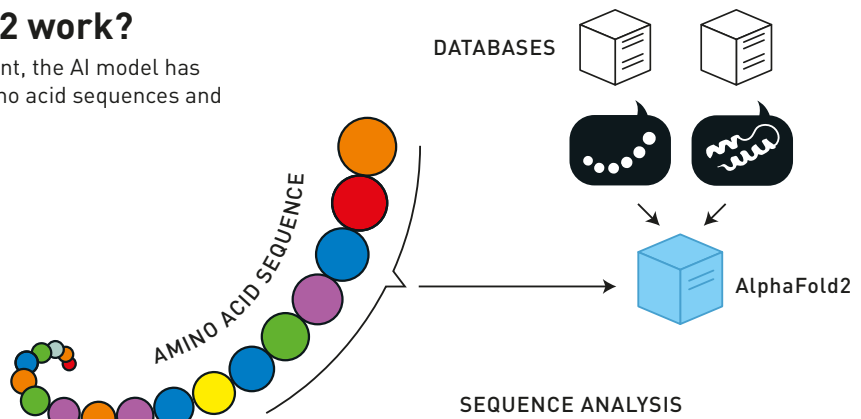 2 work?
nt, the AI model has
no acid sequences and
DATABASES
AMINO ACID SEQUENCE
AlphaFold2
SEQUENCE ANALYSIS